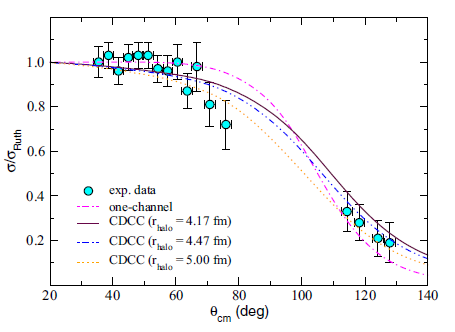 1.0
0.8
0.6
0.4
0.2
σ/σRuth
exp. data
one-channel
CDCC (rhalo = 4.17 fm)
CDCC (rhalo = 4.47 fm)
CDCC (rhalo = 5.00 fm)
20 40 60 80 100 120 140
θcm (deg)